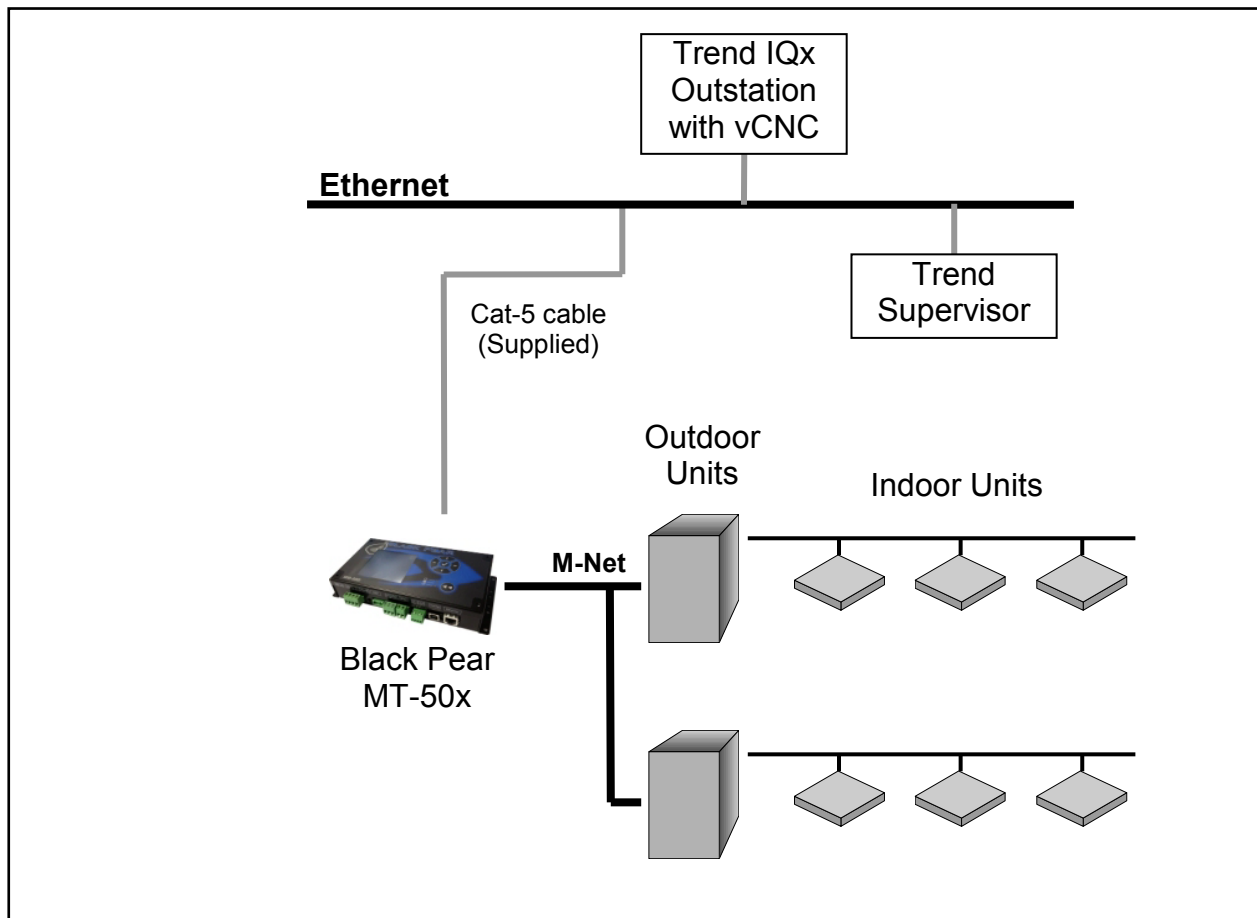 Trend IQx
Outstation
with vCNC
Ethernet
Trend
Supervisor
Cat-5 cable
(Supplied)
Outdoor
Units
Indoor Units
M-Net
Black Pear
MT-50x